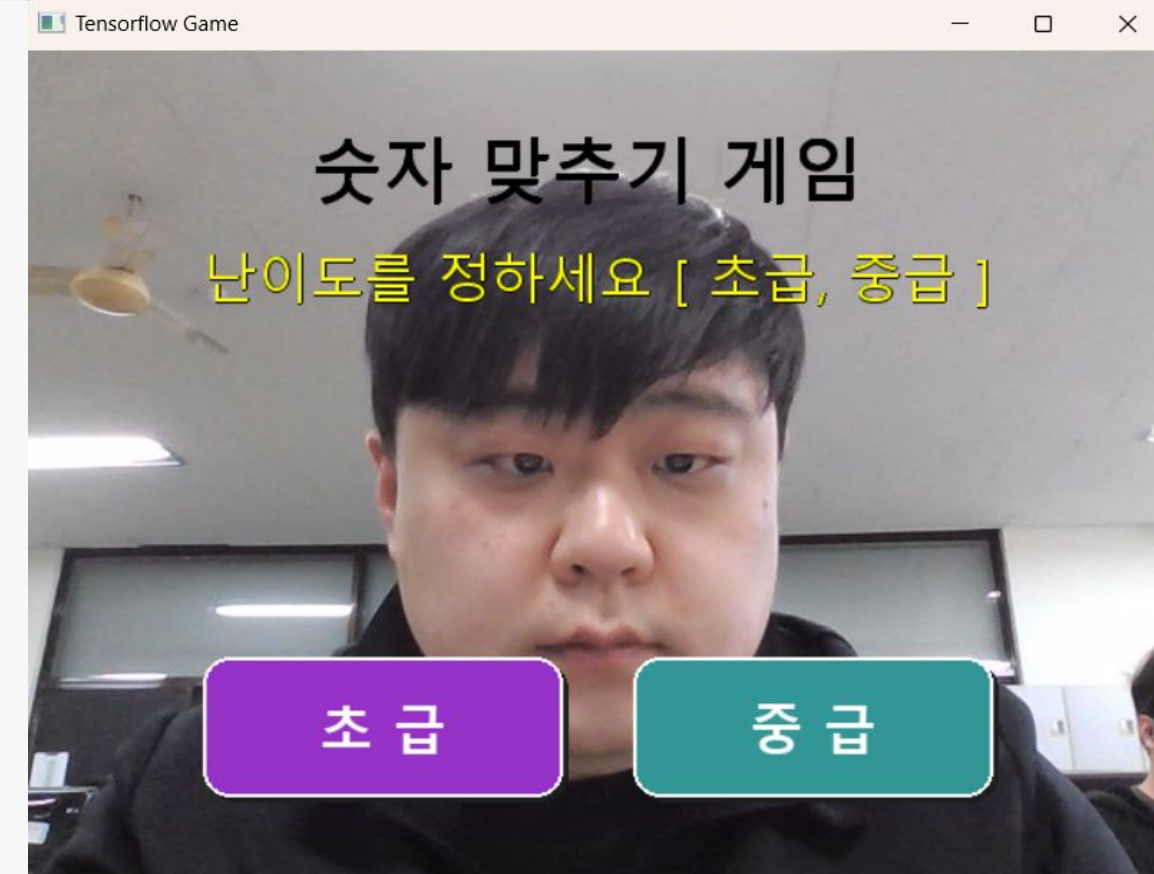 Tensorflow Game
숫자 맞추기 게임
난이도를 정하세요 [ 초급, 중급 ]
초 급
중 급